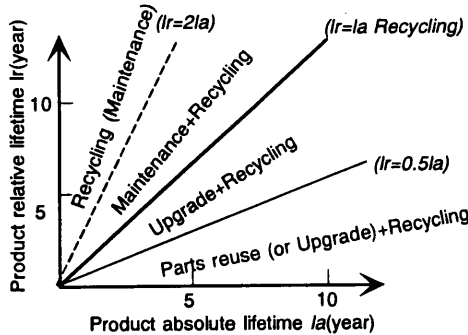 (lr=2la)
(lr=la Recycling)
Product relative lifetime lr(year)
10
5
Recycling (Maintenance)
Maintenance+Recycling
Upgrade+Recycling
(lr=0.5la)
Parts reuse (or Upgrade)+Recycling
5
10
Product absolute lifetime la(year)